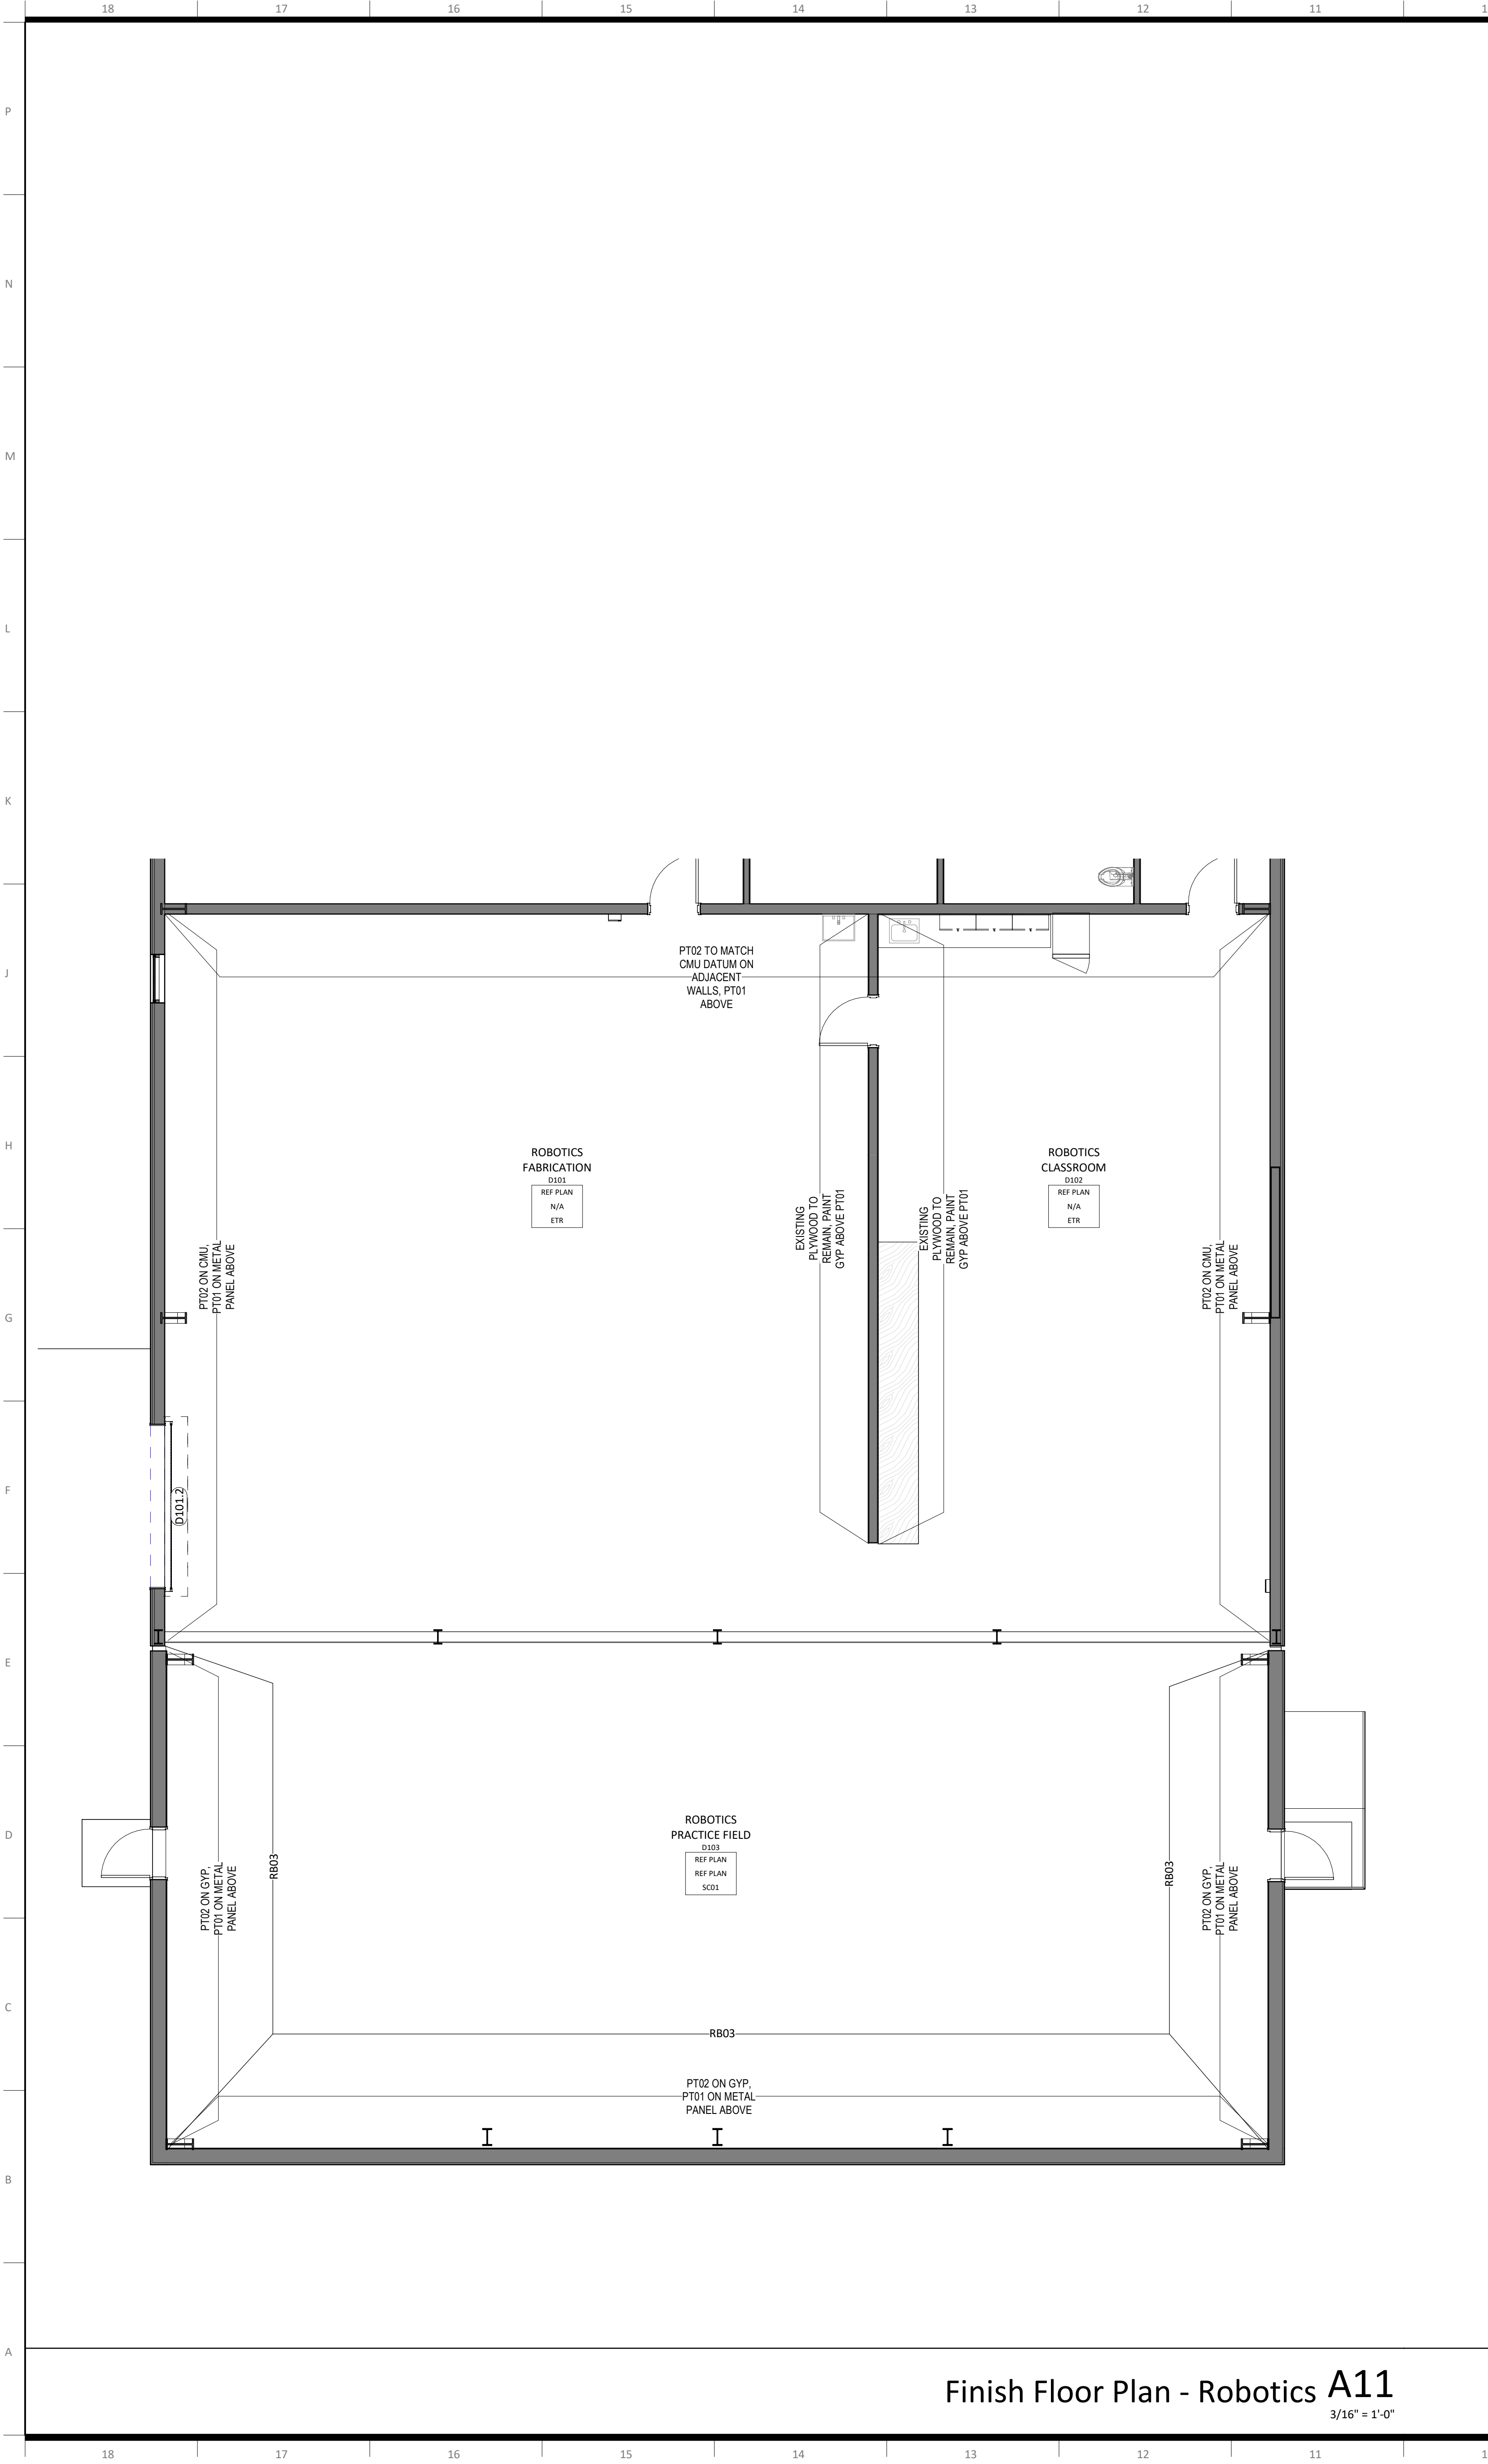 18 17 16 15 14 13 12 11
P
N
M
L
K
J
H
G
F
E
D
C
B
A
PT02 TO MATCH
CMU DATUM ON
ADJACENT
WALLS, PT01
ABOVE
ROBOTICS
FABRICATION
D101
REF PLAN
N/A
ETR
ROBOTICS
CLASSROOM
D102
REF PLAN
N/A
ETR
EXISTING
PLYWOOD TO
REMAIN, PAINT
GYP ABOVE PT01
EXISTING
PLYWOOD TO
REMAIN, PAINT
GYP ABOVE PT01
PT02 ON CMU,
PT01 ON METAL
PANEL ABOVE
PT02 ON CMU,
PT01 ON METAL
PANEL ABOVE
D101.2
ROBOTICS
PRACTICE FIELD
D103
REF PLAN
REF PLAN
SC01
PT02 ON GYP,
PT01 ON METAL
PANEL ABOVE
RB03
RB03
PT02 ON GYP,
PT01 ON METAL
PANEL ABOVE
RB03
PT02 ON GYP,
PT01 ON METAL
PANEL ABOVE
Finish Floor Plan - Robotics A11
3/16" = 1'-0"
18 17 16 15 14 13 12 11